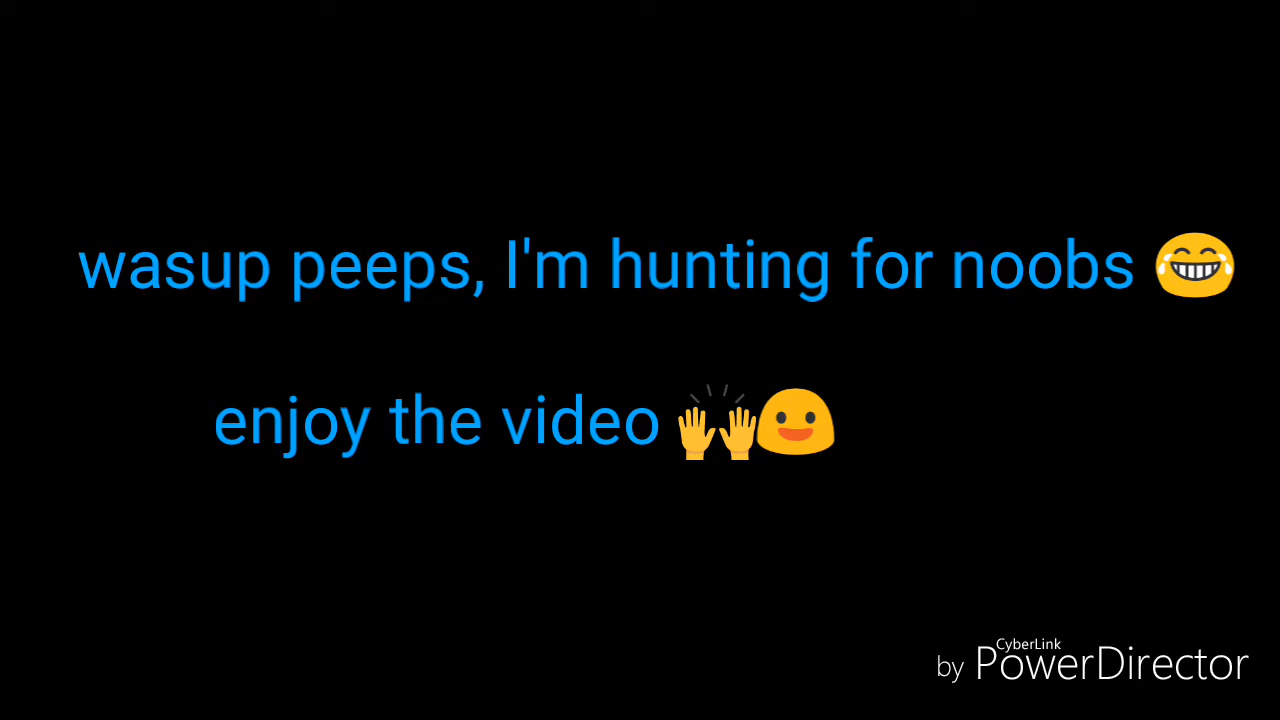 wasup peeps, I'm hunting for noobs 😂
enjoy the video 🙌😃
CyberLink
by PowerDirector